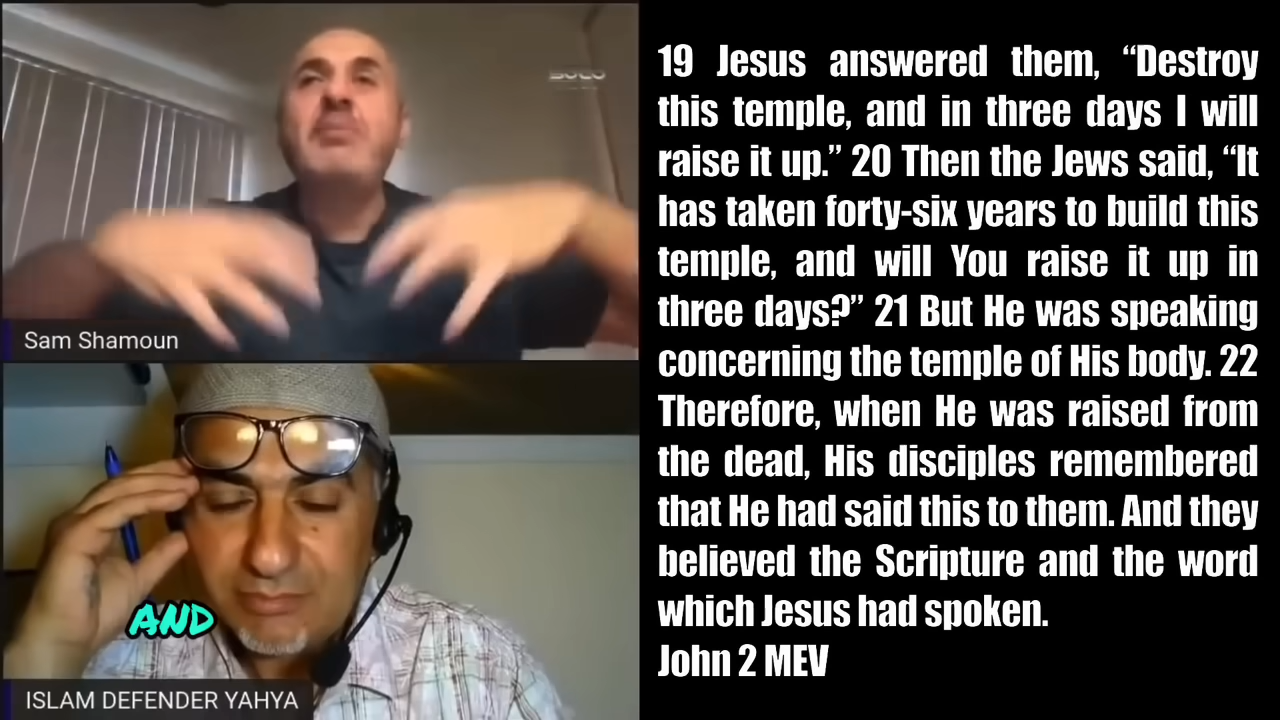 SOLO
Sam Shamoun
AND
ISLAM DEFENDER YAHYA
19 Jesus answered them, “Destroy
this temple, and in three days I will
raise it up.” 20 Then the Jews said, “It
has taken forty-six years to build this
temple, and will You raise it up in
three days?” 21 But He was speaking
concerning the temple of His body. 22
Therefore, when He was raised from
the dead, His disciples remembered
that He had said this to them. And they
believed the Scripture and the word
which Jesus had spoken.
John 2 MEV